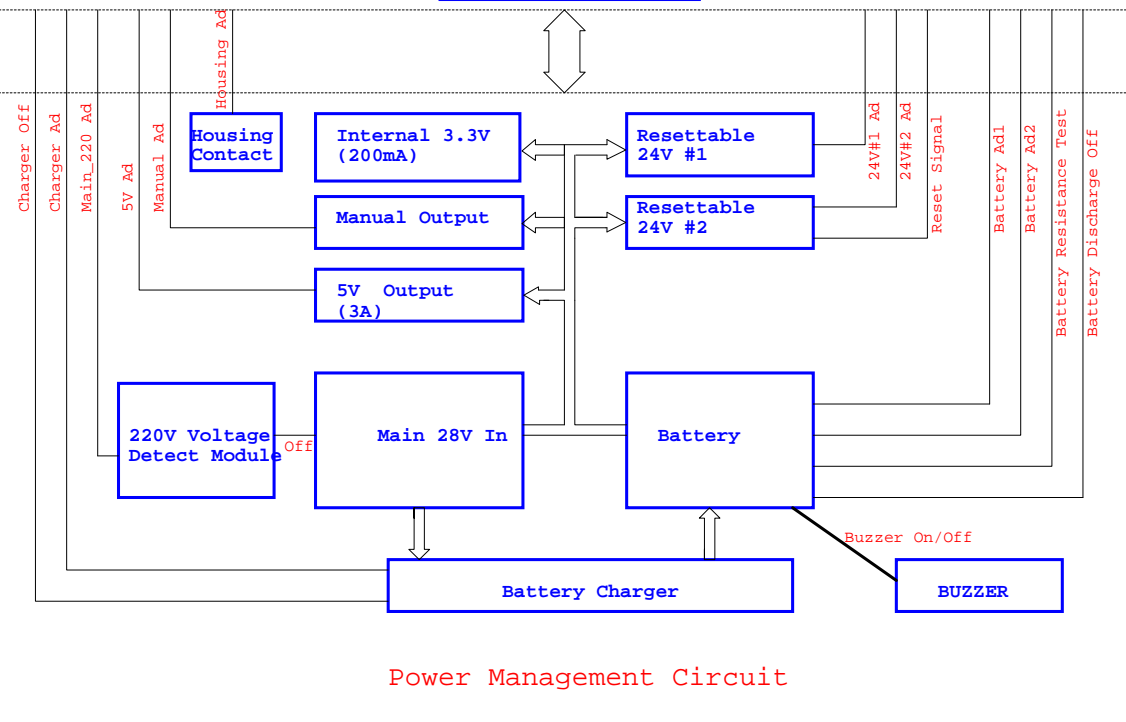 Housing Ad
Charger Off
Charger Ad
Main_220 Ad
5V Ad
Manual Ad
24V#1 Ad
24V#2 Ad
Reset Signal
Battery Ad1
Battery Ad2
Battery Resistance Test
Battery Discharge Off
Housing
Contact
Internal 3.3V
(200mA)
Resettable
24V #1
Manual Output
Resettable
24V #2
5V Output
(3A)
220V Voltage
Detect Module
Off
Main 28V In
Battery
Buzzer On/Off
Battery Charger
BUZZER
Power Management Circuit